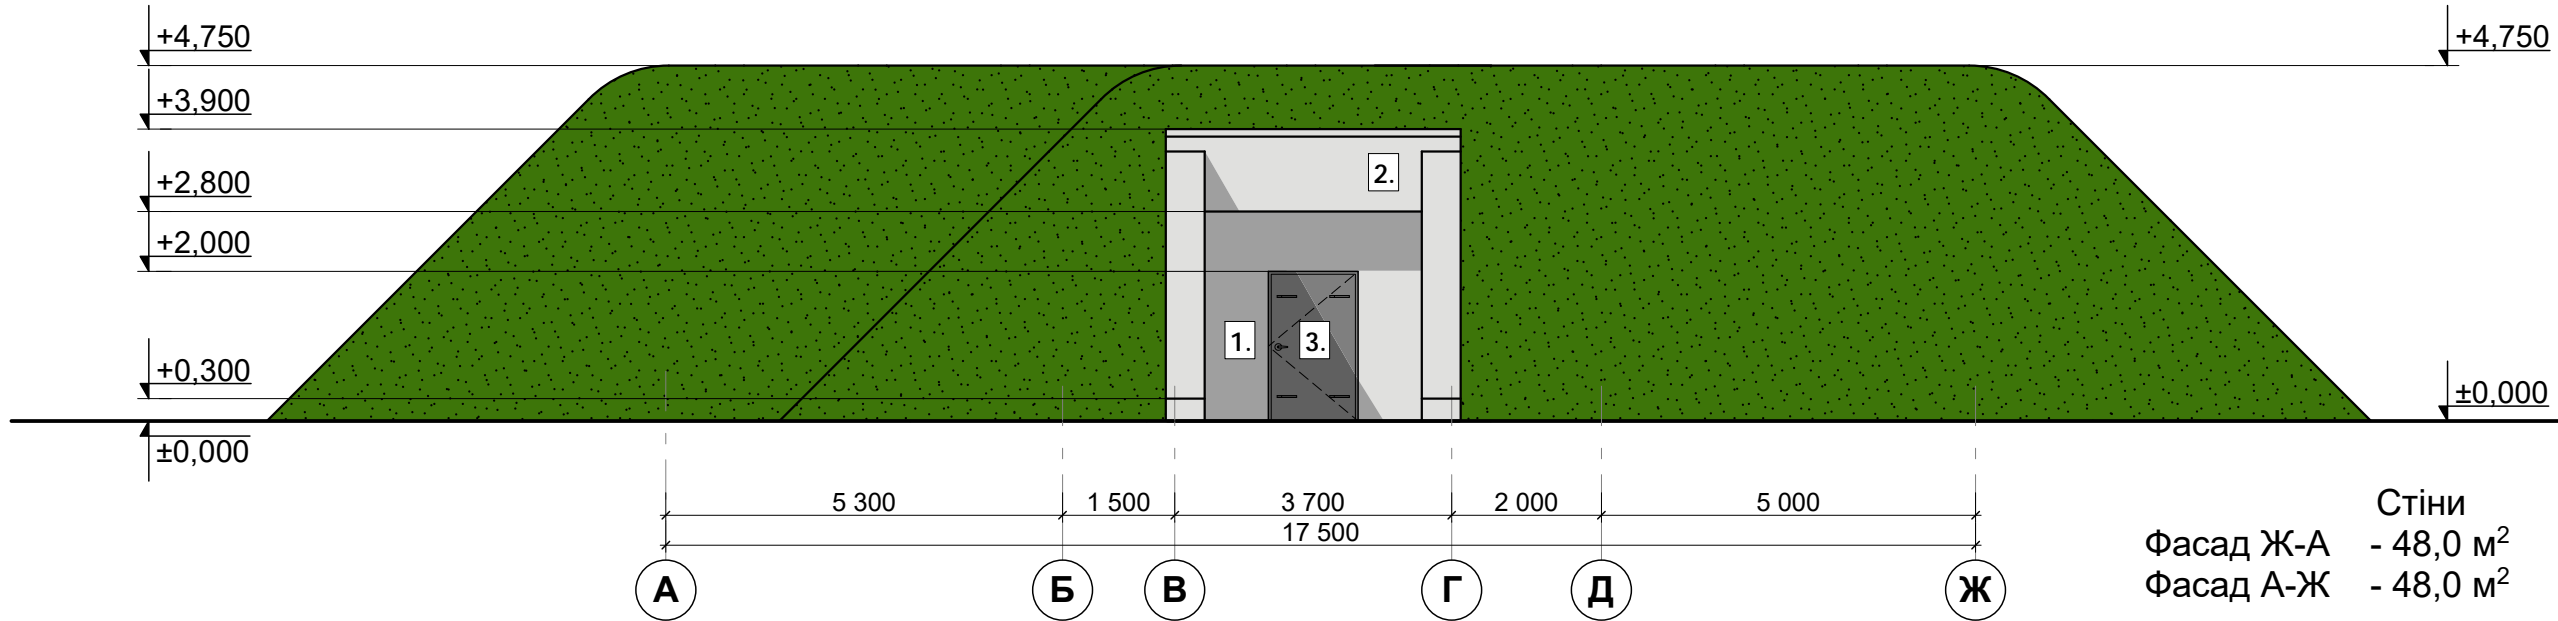 +4,750
+4,750
+3,900
+2,800
2.
+2,000
1.
3.
+0,300
±0,000
±0,000
5 300
1 500
3 700
2 000
5 000
17 500
А
Б
В
Г
Д
Ж
Стіни
Фасад Ж-А - 48,0 м²
Фасад А-Ж - 48,0 м²